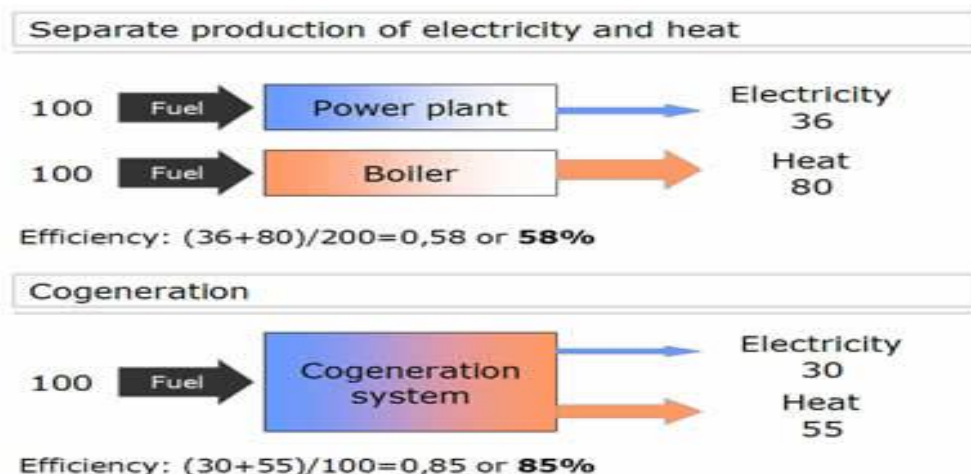 Separate production of electricity and heat
100 Fuel Power plant Electricity
36
100 Fuel Boiler Heat
80
Efficiency: (36+80)/200=0,58 or 58%
Cogeneration
100 Fuel Cogeneration
system
Electricity
30
Heat
55
Efficiency: (30+55)/100=0,85 or 85%